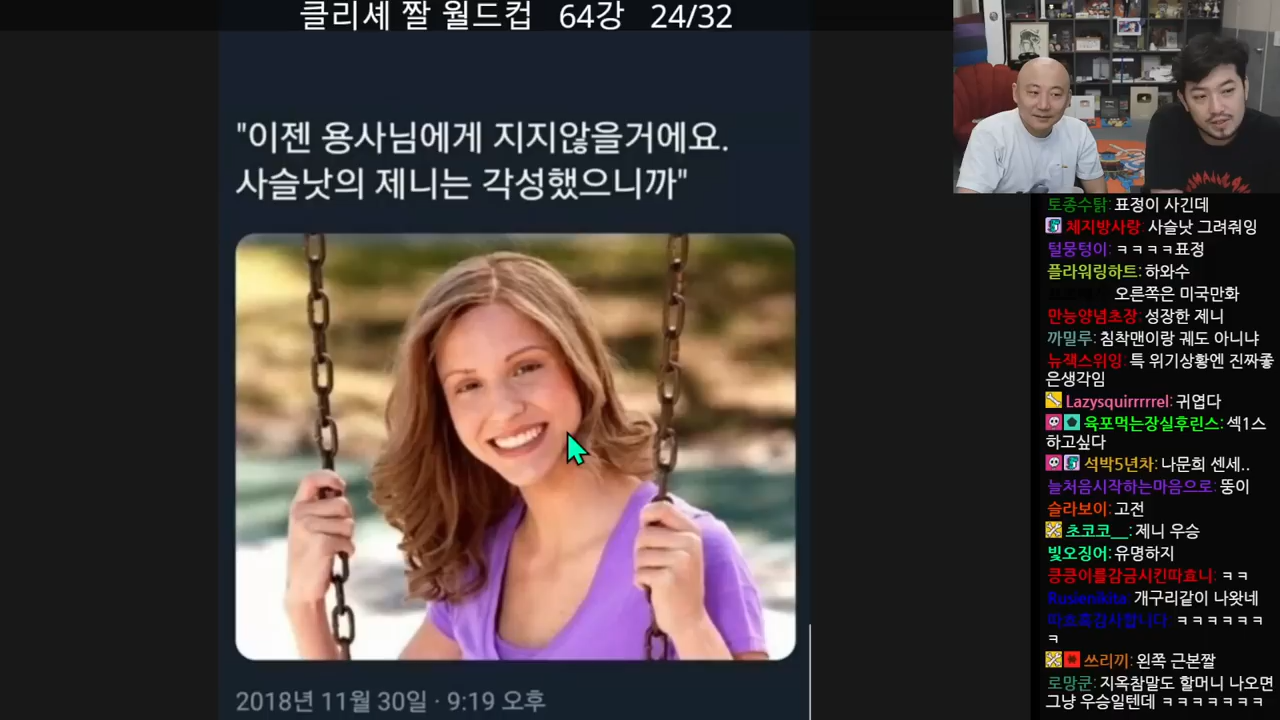 클리셰 짤 월드컵 64강 24/32
"이젠 용사님에게 지지않을거에요.
사슬낫의 제니는 각성했으니까"
2018년 11월 30일 · 9:19 오후
토종수탉: 표정이 사긴데
체지방사랑: 사슬낫 그려줘잉
털뭉텅이: ㅋㅋㅋㅋ표정
플라워링하트: 하와수
오른쪽은 미국만화
만능양념초장: 성장한 제니
까밀루: 침착맨이랑 궤도 아니냐
뉴잭스위잉: 특 위기상황엔 진짜좋
은생각임
Lazysquirrrrrel: 귀엽다
육포먹는장실후린스: 섹1스
하고싶다
석박5년차: 나문희 센세..
늘처음시작하는마음으로: 뚱이
슬라보이: 고전
초코코__: 제니 우승
빛오징어: 유명하지
킁킁이를감금시킨따효니: ㅋㅋ
Rusienikita: 개구리같이 나왓네
감사합니다: ㅋㅋㅋㅋㅋㅋ
ㅋ
쓰리끼: 왼쪽 근본짤
로망쿤: 지옥참말도 할머니 나오면
그냥 우승일텐데 ㅋㅋㅋㅋㅋㅋㅋ